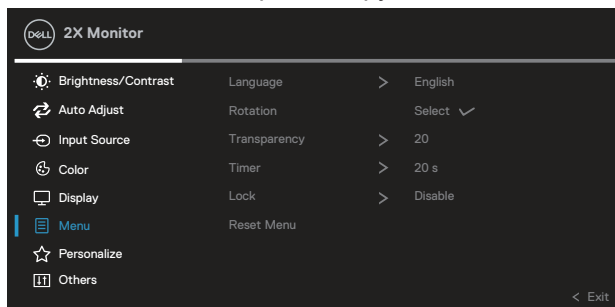 DELL 2X Monitor
Brightness/Contrast Language > English
Auto Adjust Rotation Select ✓
Input Source Transparency > 20
Color Timer > 20 s
Display Lock > Disable
Menu Reset Menu
Personalize
Others
< Exit